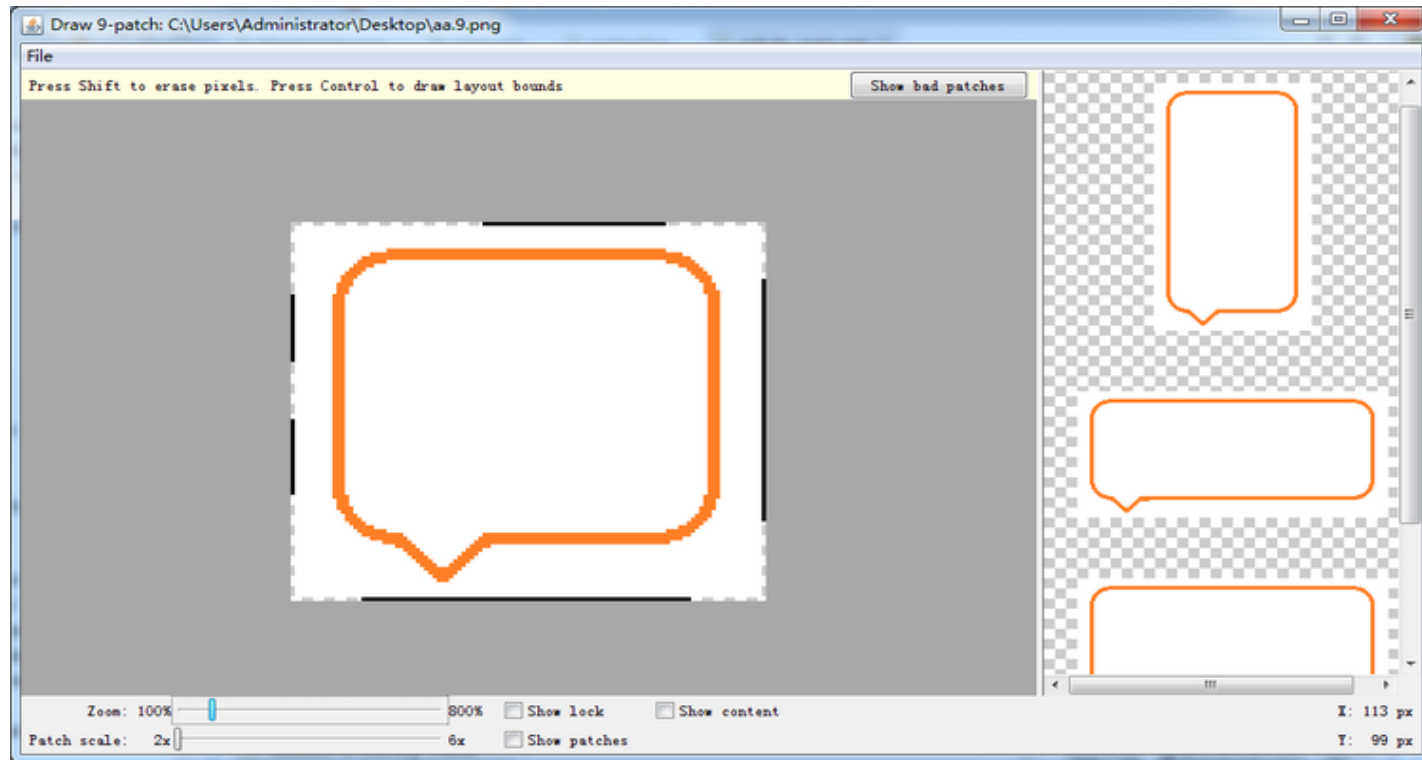 Draw 9-patch: C:\Users\Administrator\Desktop\aa.9.png
File
Press Shift to erase pixels. Press Control to draw layout bounds
Show bad patches
Zoom: 100% 800% Show lock Show content X: 113 px
Patch scale: 2x 6x Show patches Y: 99 px